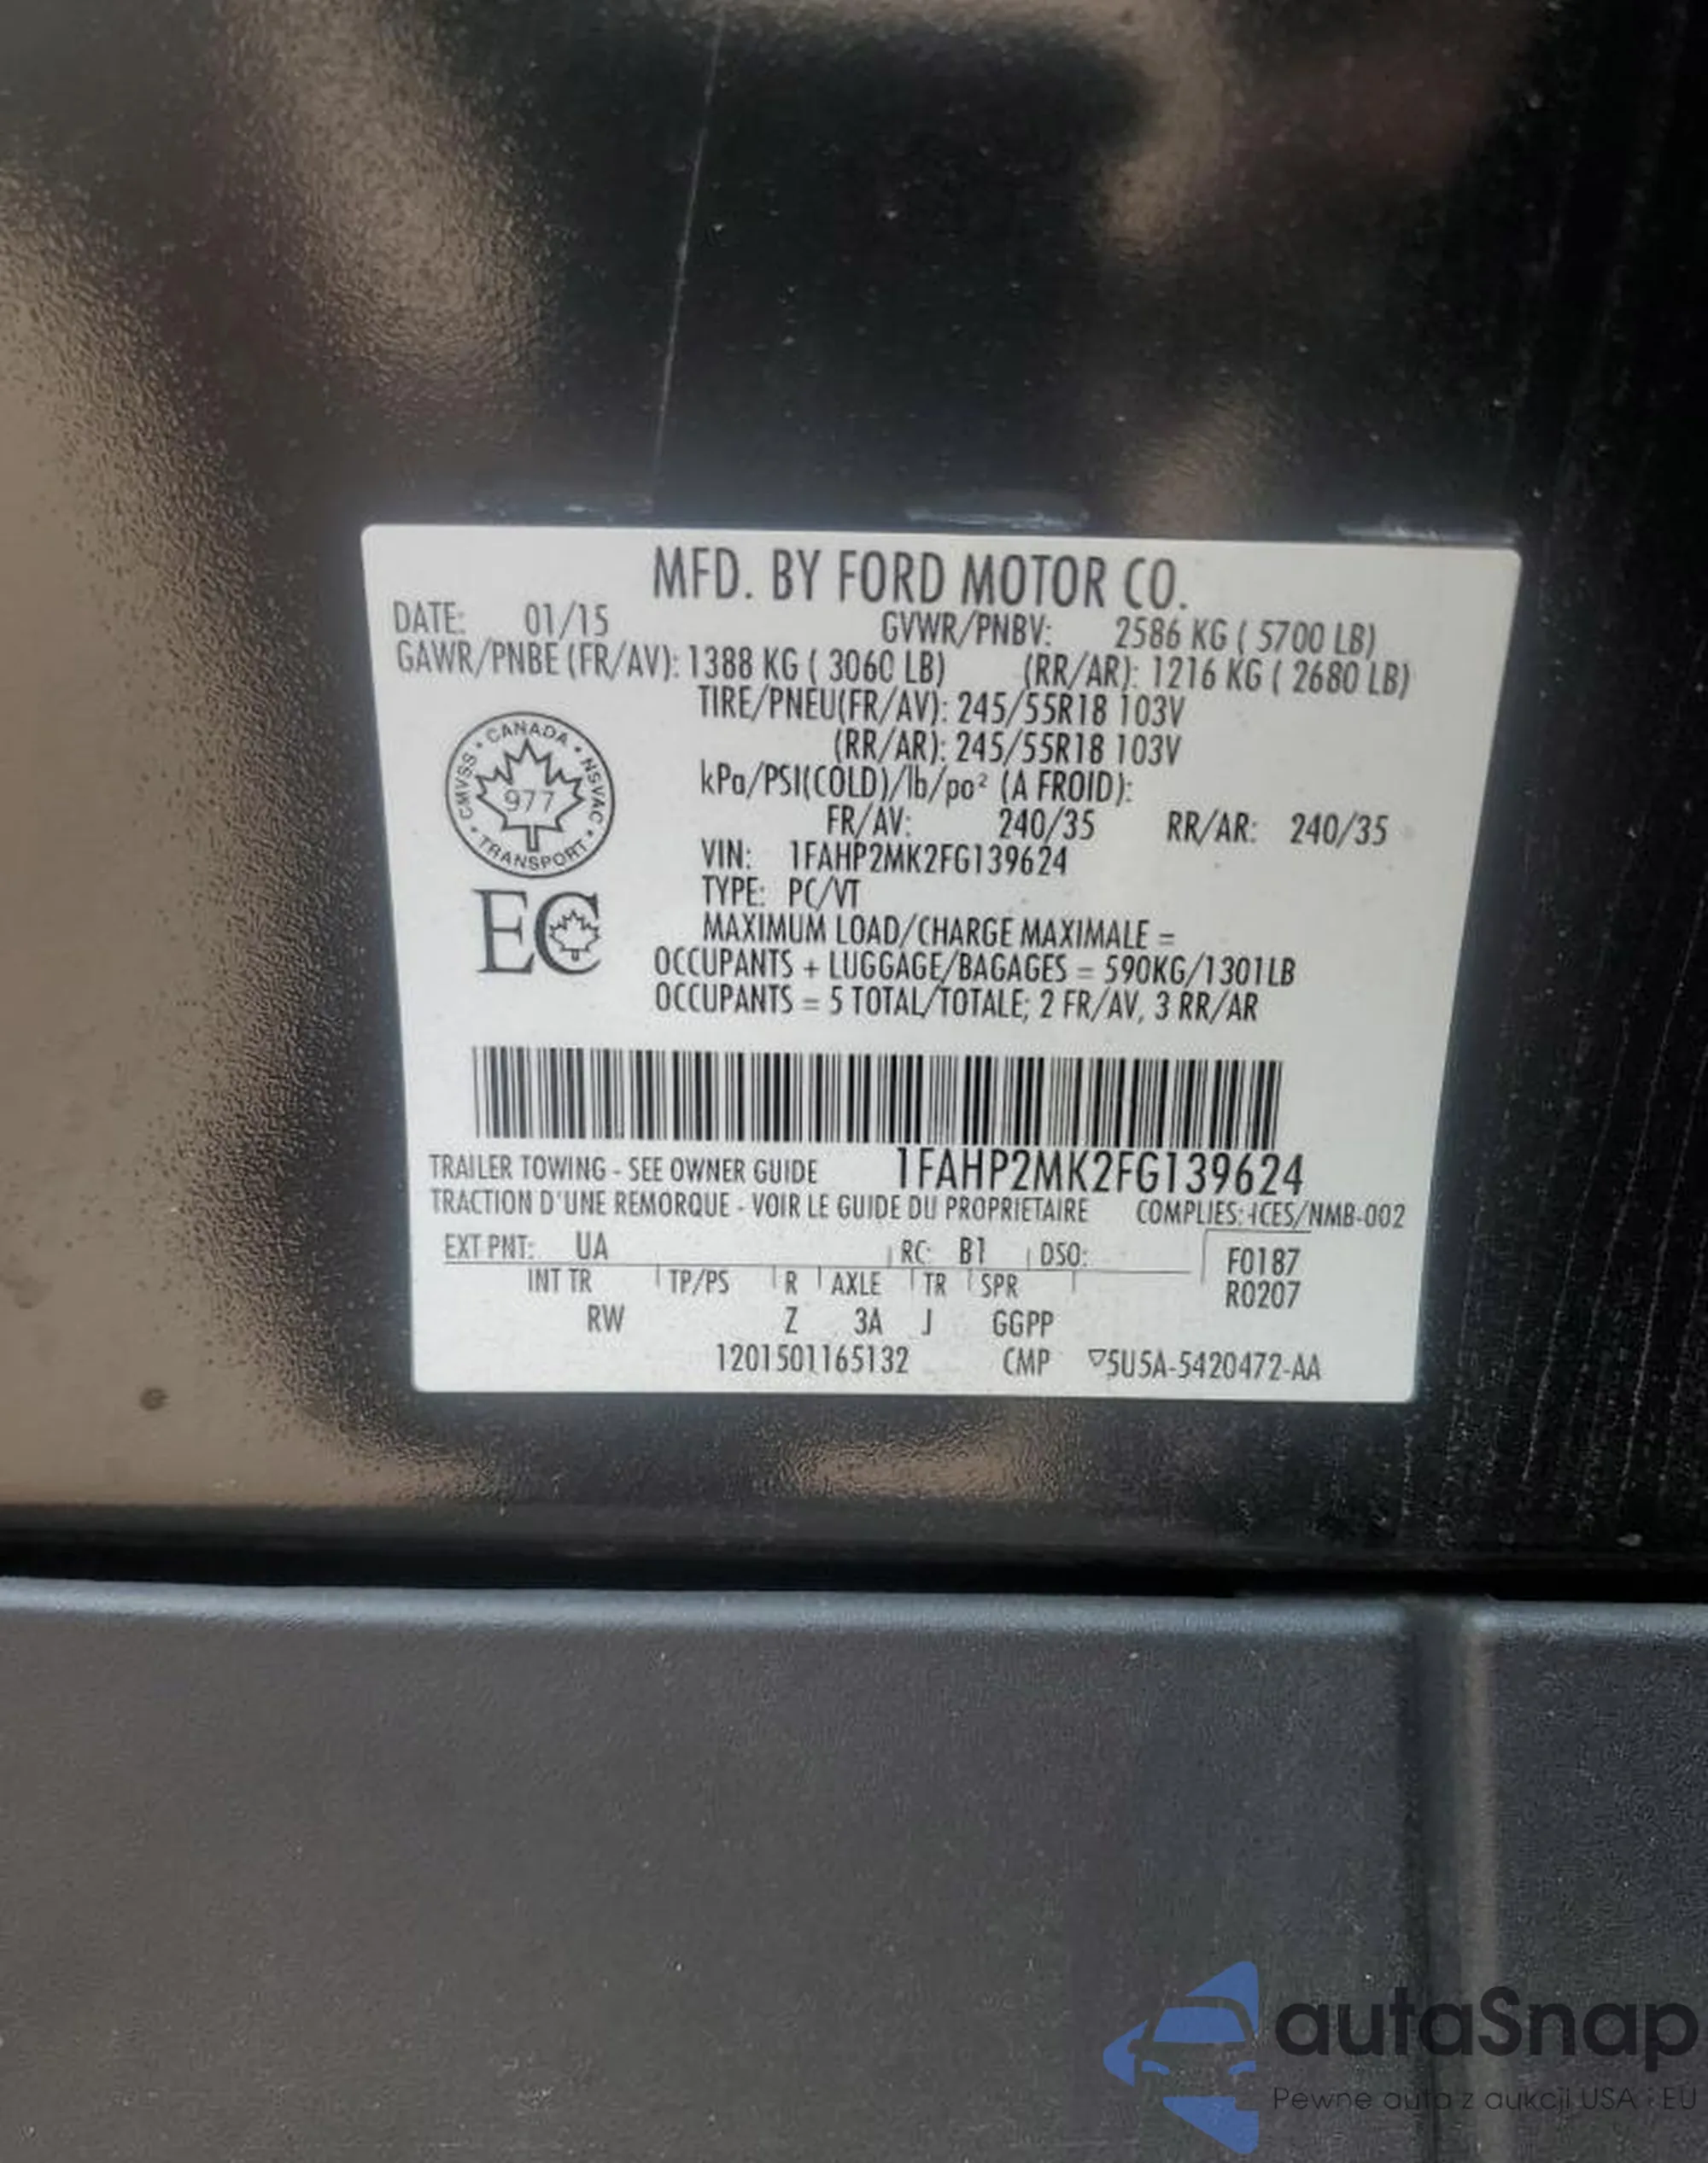 MFD. BY FORD MOTOR CO.
DATE: 01/15 GVWR/PNBV: 2586 KG ( 5700 LB)
GAWR/PNBE (FR/AV): 1388 KG ( 3060 LB) (RR/AR): 1216 KG ( 2680 LB)
TIRE/PNEU(FR/AV): 245/55R18 103V
(RR/AR): 245/55R18 103V
kPa/PSI(COLD)/lb/po² (A FROID):
FR/AV: 240/35 RR/AR: 240/35
VIN: 1FAHP2MK2FG139624
TYPE: PC/VT
MAXIMUM LOAD/CHARGE MAXIMALE =
OCCUPANTS + LUGGAGE/BAGAGES = 590KG/1301LB
OCCUPANTS = 5 TOTAL/TOTALE; 2 FR/AV, 3 RR/AR
CANADA · NSVAC · TRANSPORT · CMVSS ·
977
EC
TRAILER TOWING - SEE OWNER GUIDE 1FAHP2MK2FG139624
TRACTION D'UNE REMORQUE - VOIR LE GUIDE DU PROPRIETAIRE COMPLIES: ICES/NMB-002
EXT PNT: UA RC: B1 DSO: F0187
INT TR TP/PS R AXLE TR SPR R0207
RW Z 3A J GGPP
1201501165132 CMP 5U5A-5420472-AA
autaSnap
Pewne auta z aukcji USA i EU